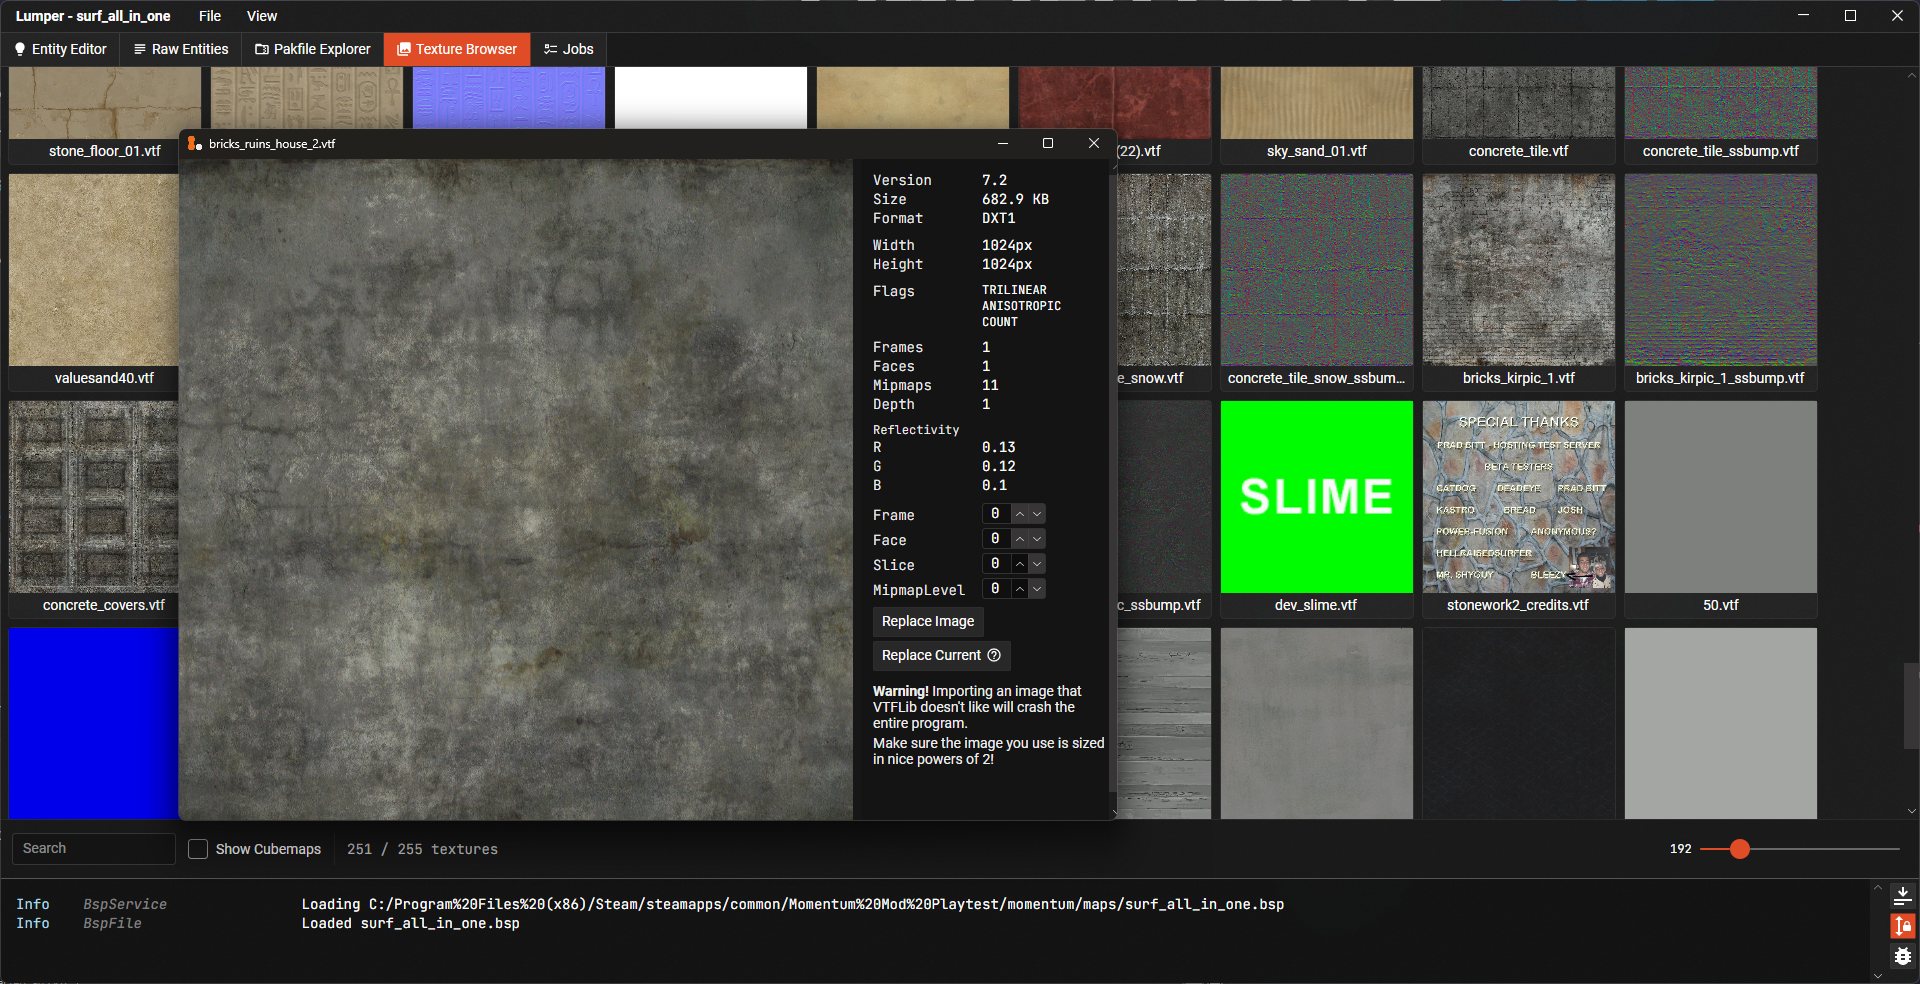 Lumper - surf_all_in_one File View
Entity Editor Raw Entities Pakfile Explorer Texture Browser Jobs
stone_floor_01.vtf (22).vtf sky_sand_01.vtf concrete_tile.vtf concrete_tile_ssbump.vtf
bricks_ruins_house_2.vtf
Version 7.2
Size 682.9 KB
Format DXT1
Width 1024px
Height 1024px
Flags TRILINEAR
ANISOTROPIC
COUNT
Frames 1
Faces 1
Mipmaps 11
Depth 1
Reflectivity
R 0.13
G 0.12
B 0.1
Frame 0
Face 0
Slice 0
MipmapLevel 0
Replace Image
Replace Current
Warning! Importing an image that
VTFLib doesn't like will crash the
entire program.
Make sure the image you use is sized
in nice powers of 2!
valuesand40.vtf e_snow.vtf concrete_tile_snow_ssbum... bricks_kirpic_1.vtf bricks_kirpic_1_ssbump.vtf
SLIME
SPECIAL THANKS
PRAD BITT - HOSTING TEST SERVER
BETA TESTERS
CATDOG DEADEYE PRAD BITT
KASTRO BREAD JOSH
POWER-FUSION ANONYMOUS?
HELLRAISEDSURFER
MR. SHYGUY BLEEZY
concrete_covers.vtf c_ssbump.vtf dev_slime.vtf stonework2_credits.vtf 50.vtf
Search Show Cubemaps 251 / 255 textures 192
Info BspService Loading C:/Program%20Files%20(x86)/Steam/steamapps/common/Momentum%20Mod%20Playtest/momentum/maps/surf_all_in_one.bsp
Info BspFile Loaded surf_all_in_one.bsp